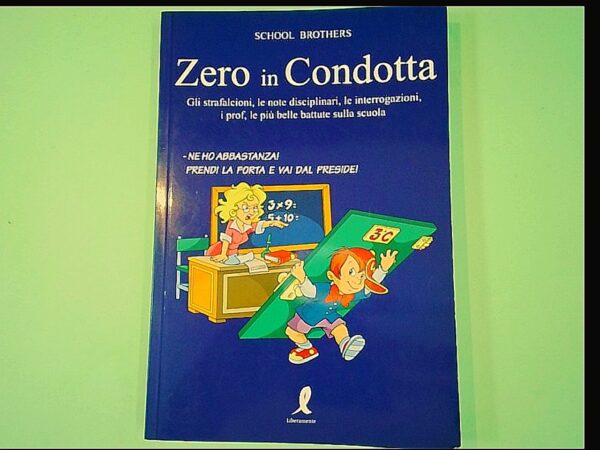 SCHOOL BROTHERS
Zero in Condotta
Gli strafalcioni, le note disciplinari, le interrogazioni,
i prof, le più belle battute sulla scuola
- NE HO ABBASTANZA!
PRENDI LA PORTA E VAI DAL PRESIDE!
3×9=
5+10=
3C
Liberamente